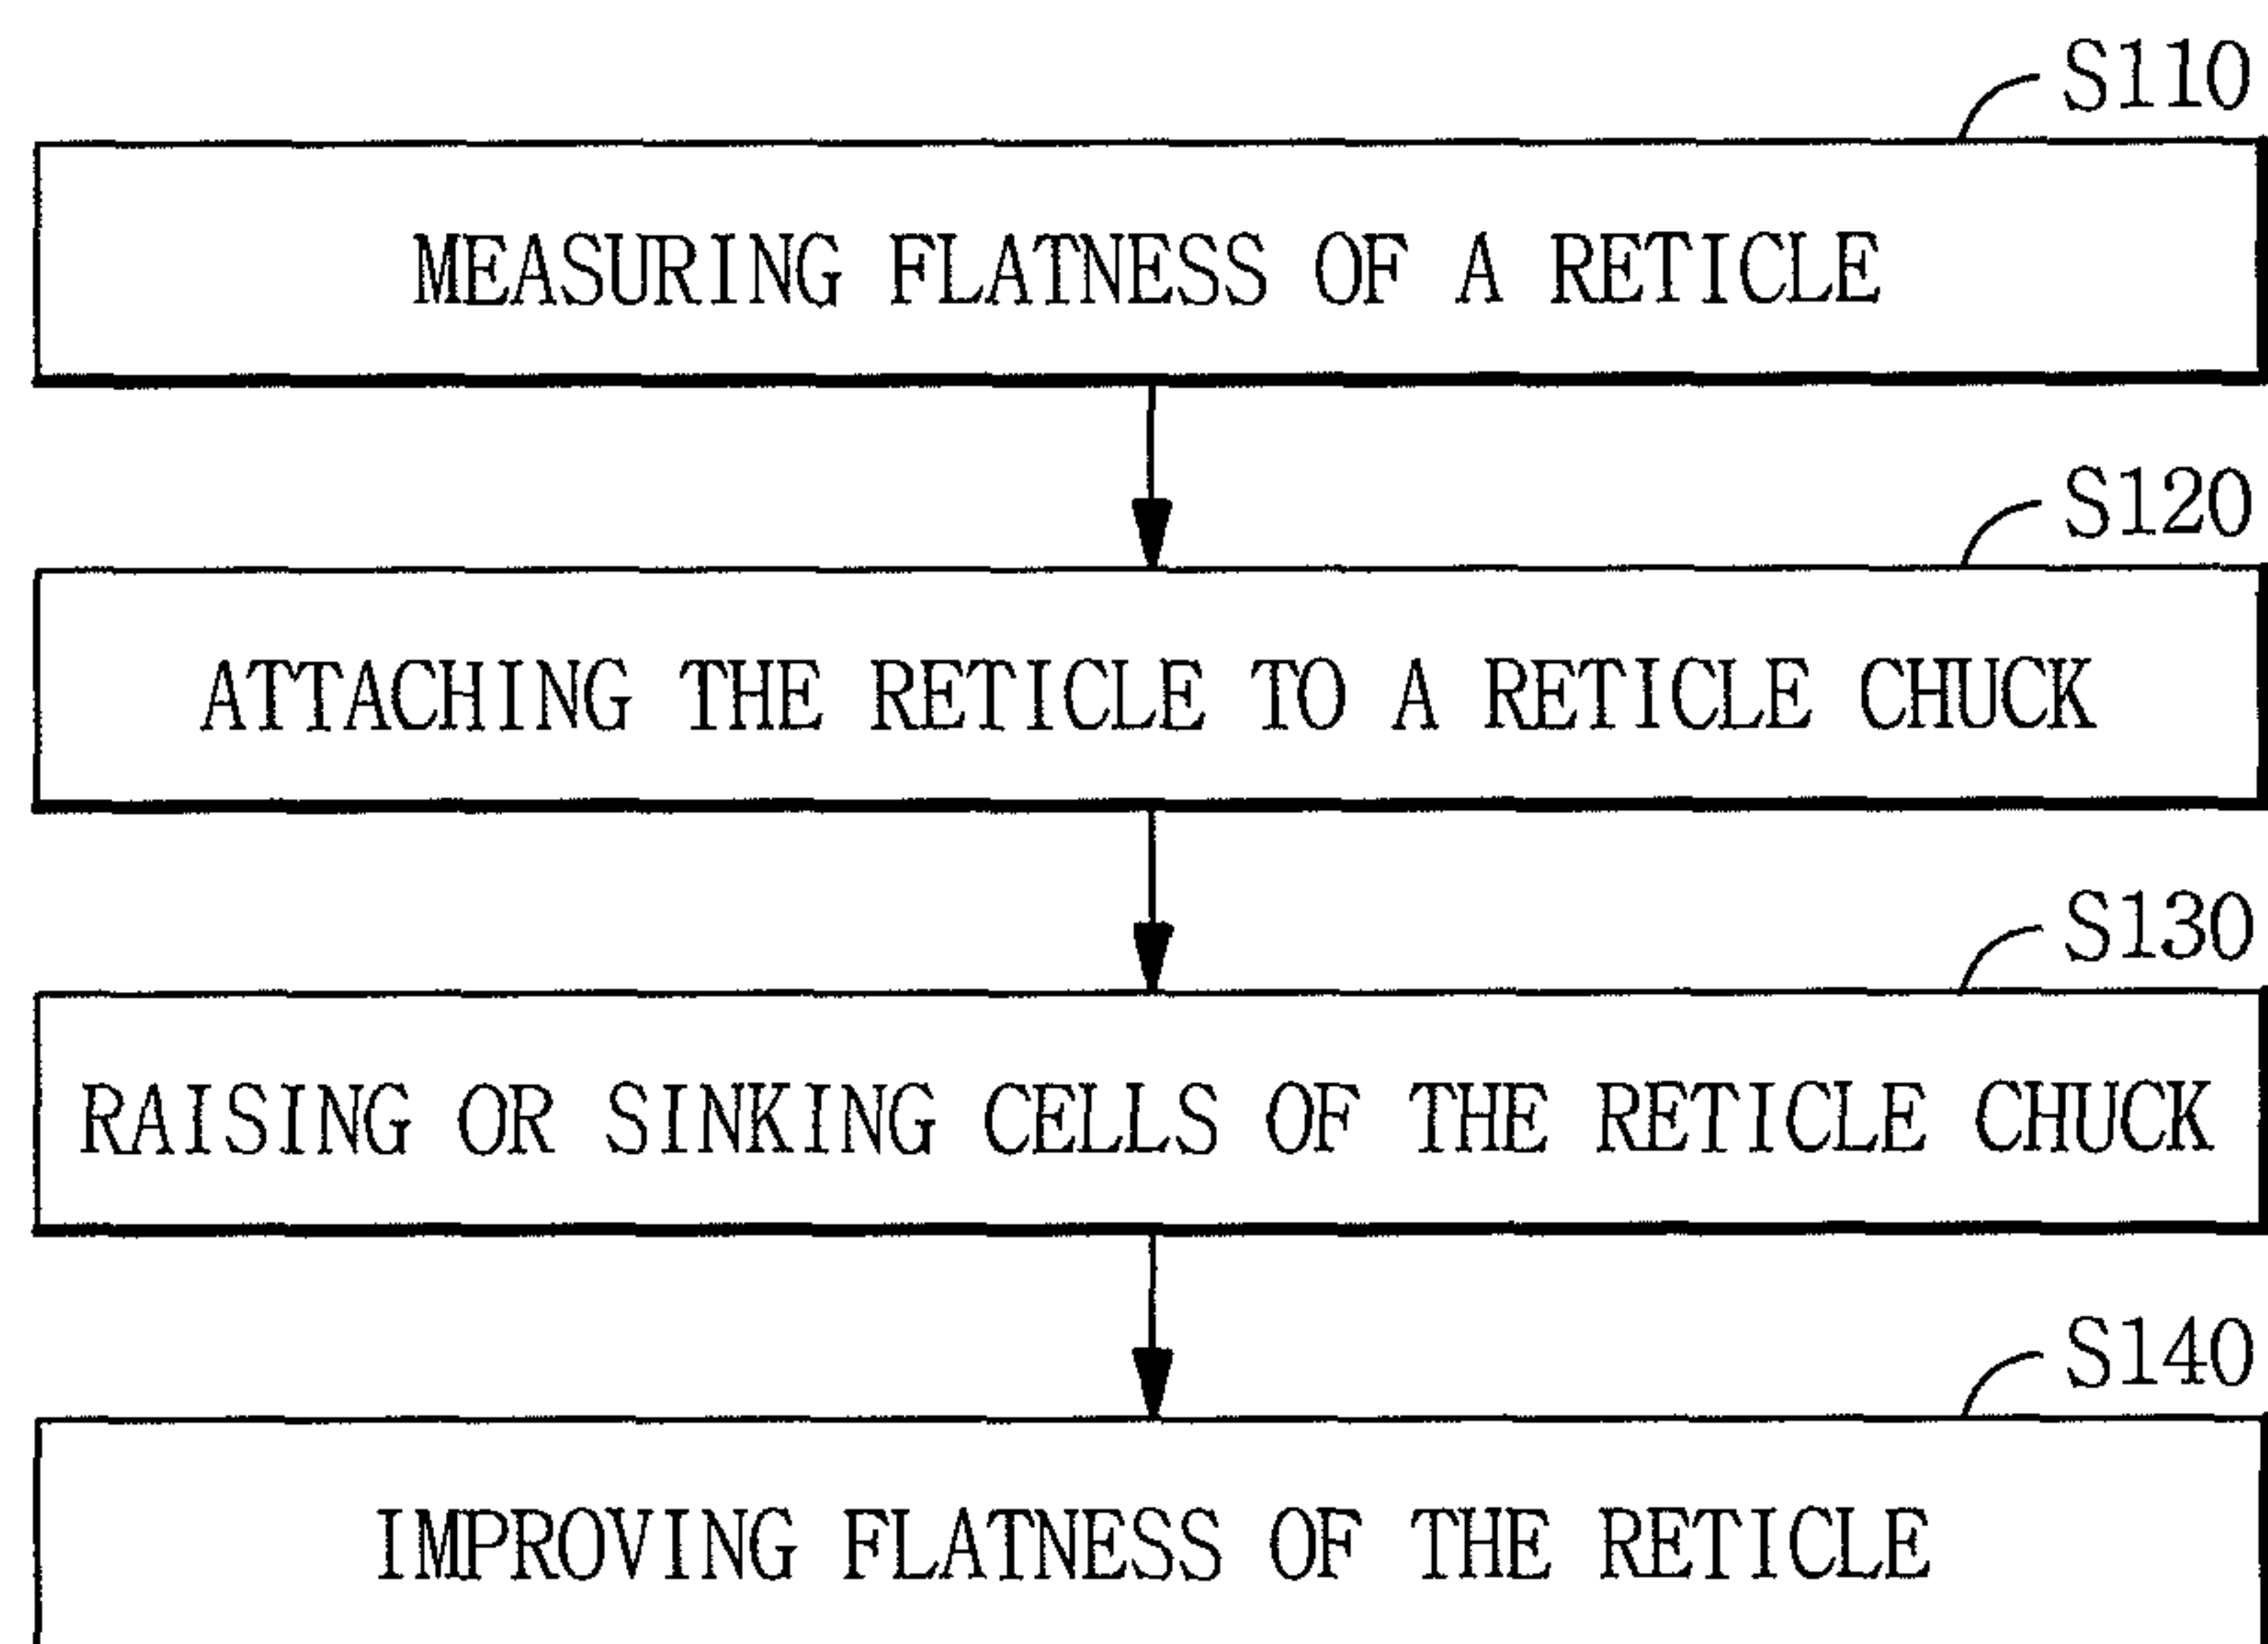 S110
MEASURING FLATNESS OF A RETICLE
S120
ATTACHING THE RETICLE TO A RETICLE CHUCK
S130
RAISING OR SINKING CELLS OF THE RETICLE CHUCK
S140
IMPROVING FLATNESS OF THE RETICLE